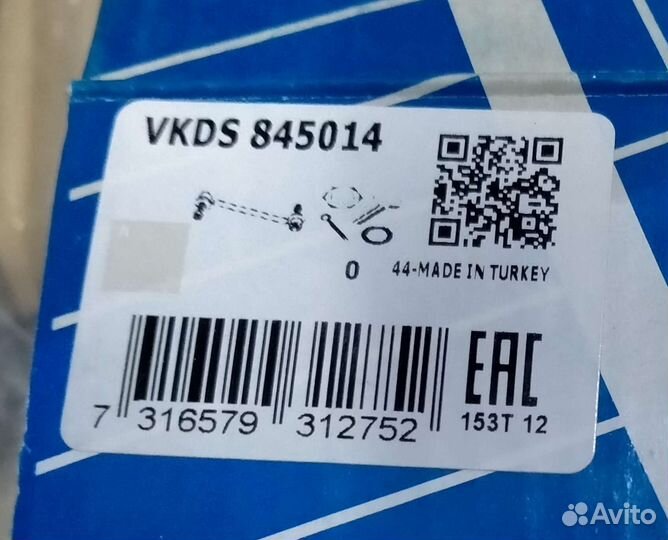 VKDS 845014
0 44-MADE IN TURKEY
EAC
7 316579 312752
153T 12
Avito